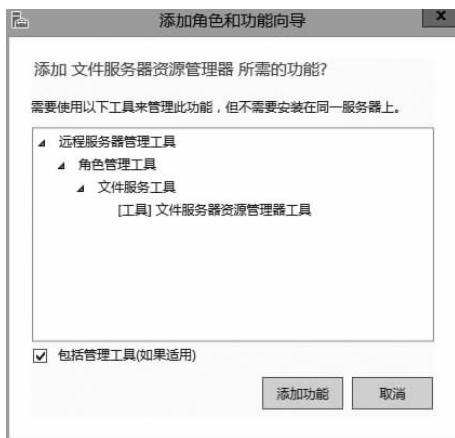 添加角色和功能向导
x
添加 文件服务器资源管理器 所需的功能?
需要使用以下工具来管理此功能，但不需要安装在同一服务器上。
远程服务器管理工具
角色管理工具
文件服务工具
[工具] 文件服务器资源管理器工具
包括管理工具(如果适用)
添加功能 取消